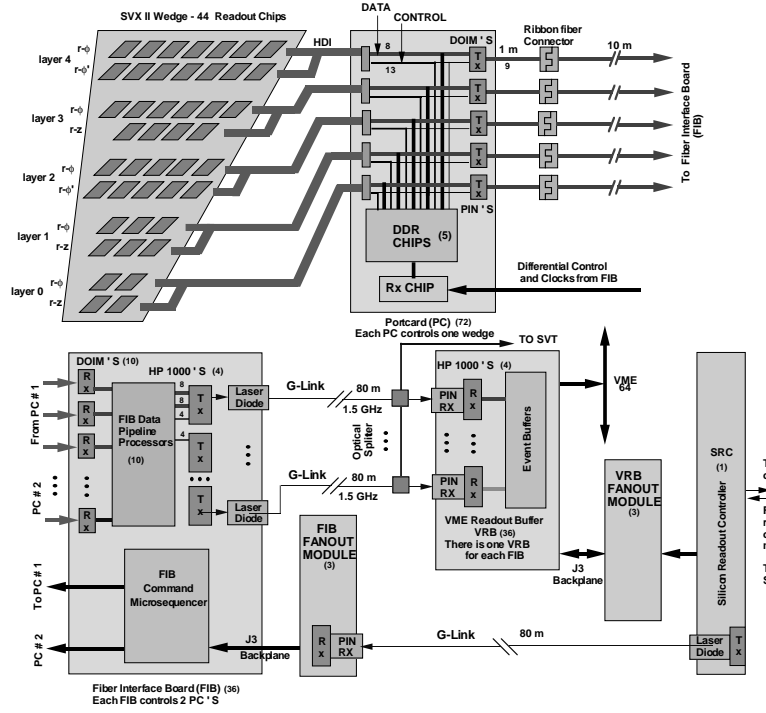 SVX II Wedge - 44 Readout Chips
DATA
CONTROL
HDI
8
13
DOIM ' S
1 m
9
Ribbon fiber
Connector
10 m
layer 4
r-ϕ
r-ϕ'
layer 3
r-ϕ
r-z
layer 2
r-ϕ
r-ϕ'
layer 1
r-ϕ
r-z
layer 0
r-ϕ
r-z
T
x
T
x
T
x
T
x
T
x
To Fiber Interface Board
(FIB)
PIN ' S
DDR
CHIPS (5)
Rx CHIP
Differential Control
and Clocks from FIB
Portcard (PC) (72)
Each PC controls one wedge
DOIM ' S (10)
HP 1000 ' S (4)
From PC # 1
PC # 2
R
x
R
x
R
x
R
x
FIB Data
Pipeline
Processors
(10)
8
8
4
4
T
x
T
x
T
x
Laser
Diode
Laser
Diode
G-Link
80 m
1.5 GHz
G-Link
80 m
1.5 GHz
Optical
Spliter
TO SVT
HP 1000 ' S (4)
PIN
RX
R
x
PIN
RX
R
x
Event Buffers
VME Readout Buffer
VRB (36)
There is one VRB
for each FIB
VME
64
J3
Backplane
VRB
FANOUT
MODULE
(3)
SRC
(1)
Silicon Readout Controller
Laser
Diode
T
x
To PC # 1
PC # 2
FIB
Command
Microsequencer
J3
Backplane
FIB
FANOUT
MODULE
(3)
R
x
PIN
RX
G-Link
80 m
Fiber Interface Board (FIB) (36)
Each FIB controls 2 PC ' S